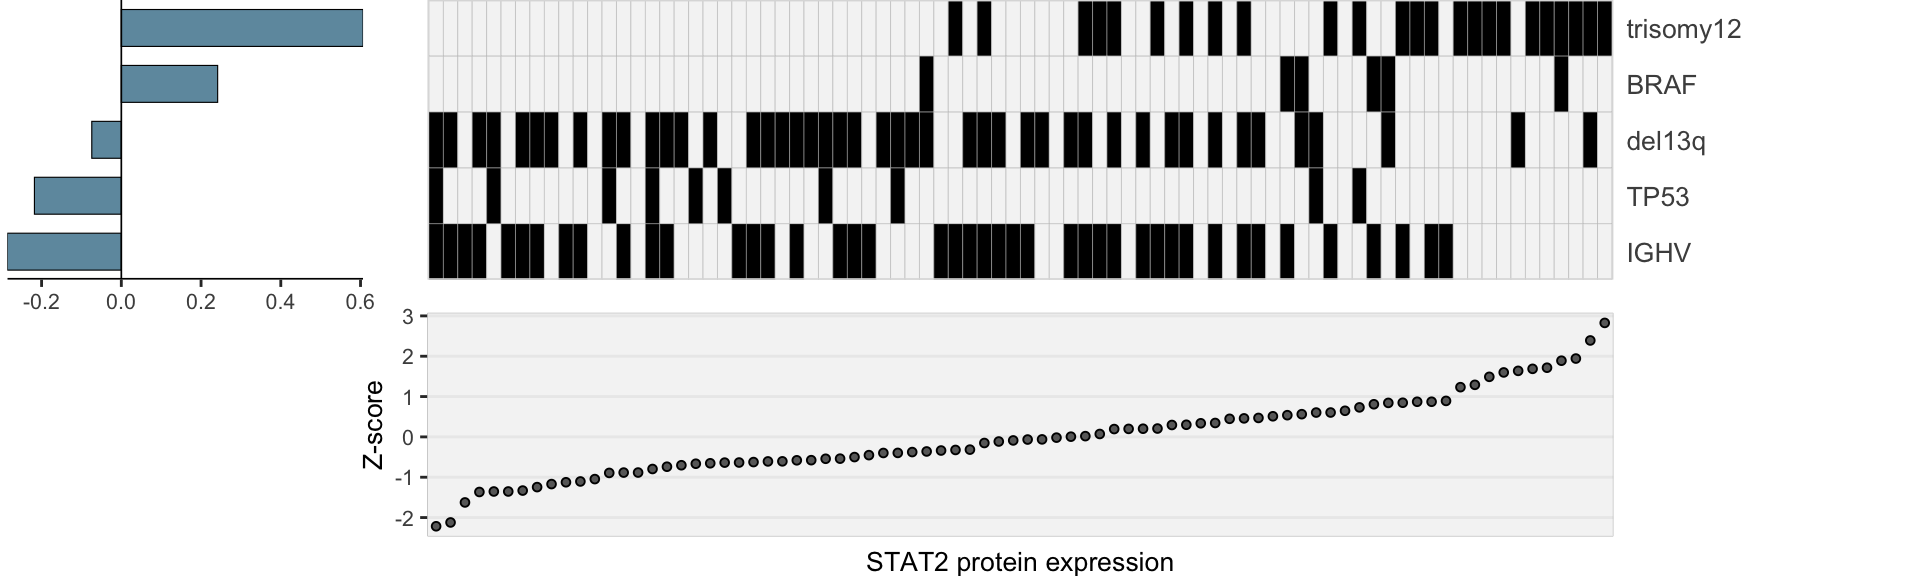 trisomy12
BRAF
del13q
TP53
IGHV
-0.2 0.0 0.2 0.4 0.6
3
2
1
0
-1
-2
Z-score
STAT2 protein expression